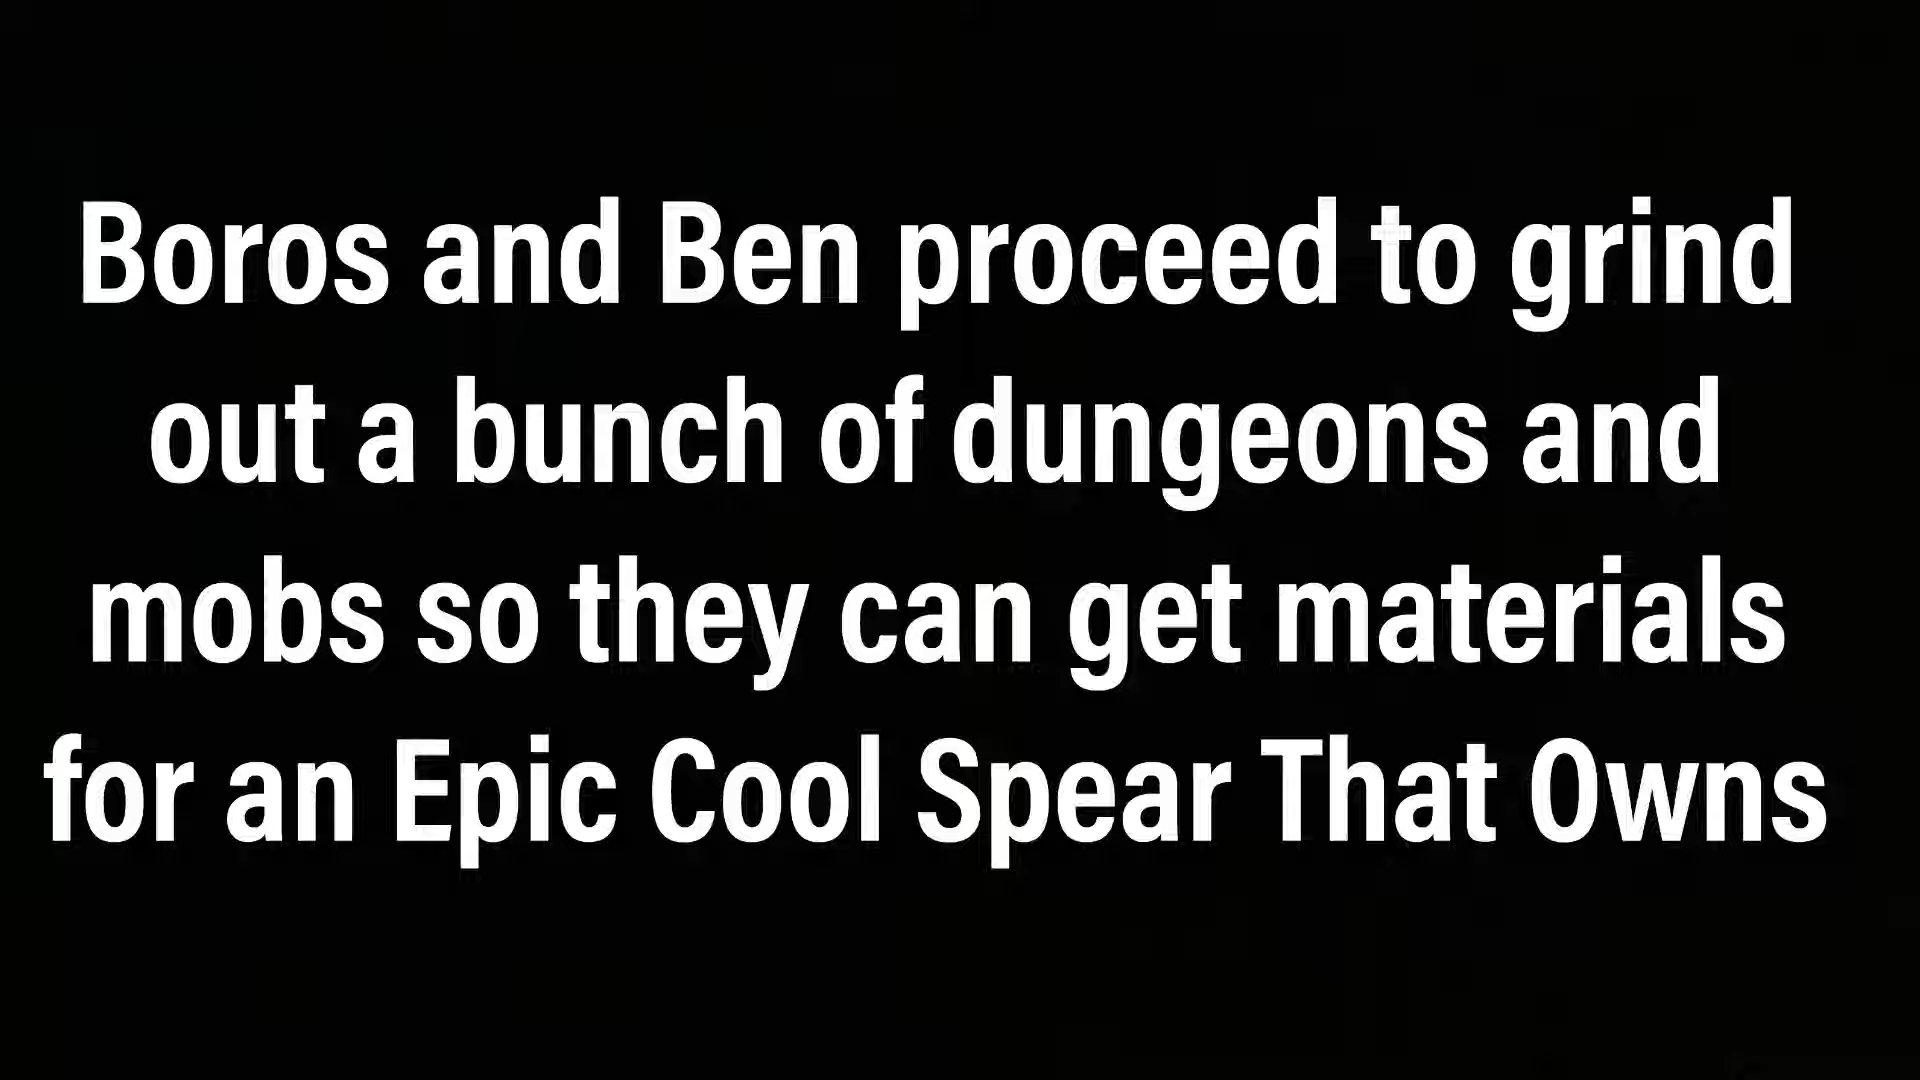 Boros and Ben proceed to grind
out a bunch of dungeons and
mobs so they can get materials
for an Epic Cool Spear That Owns